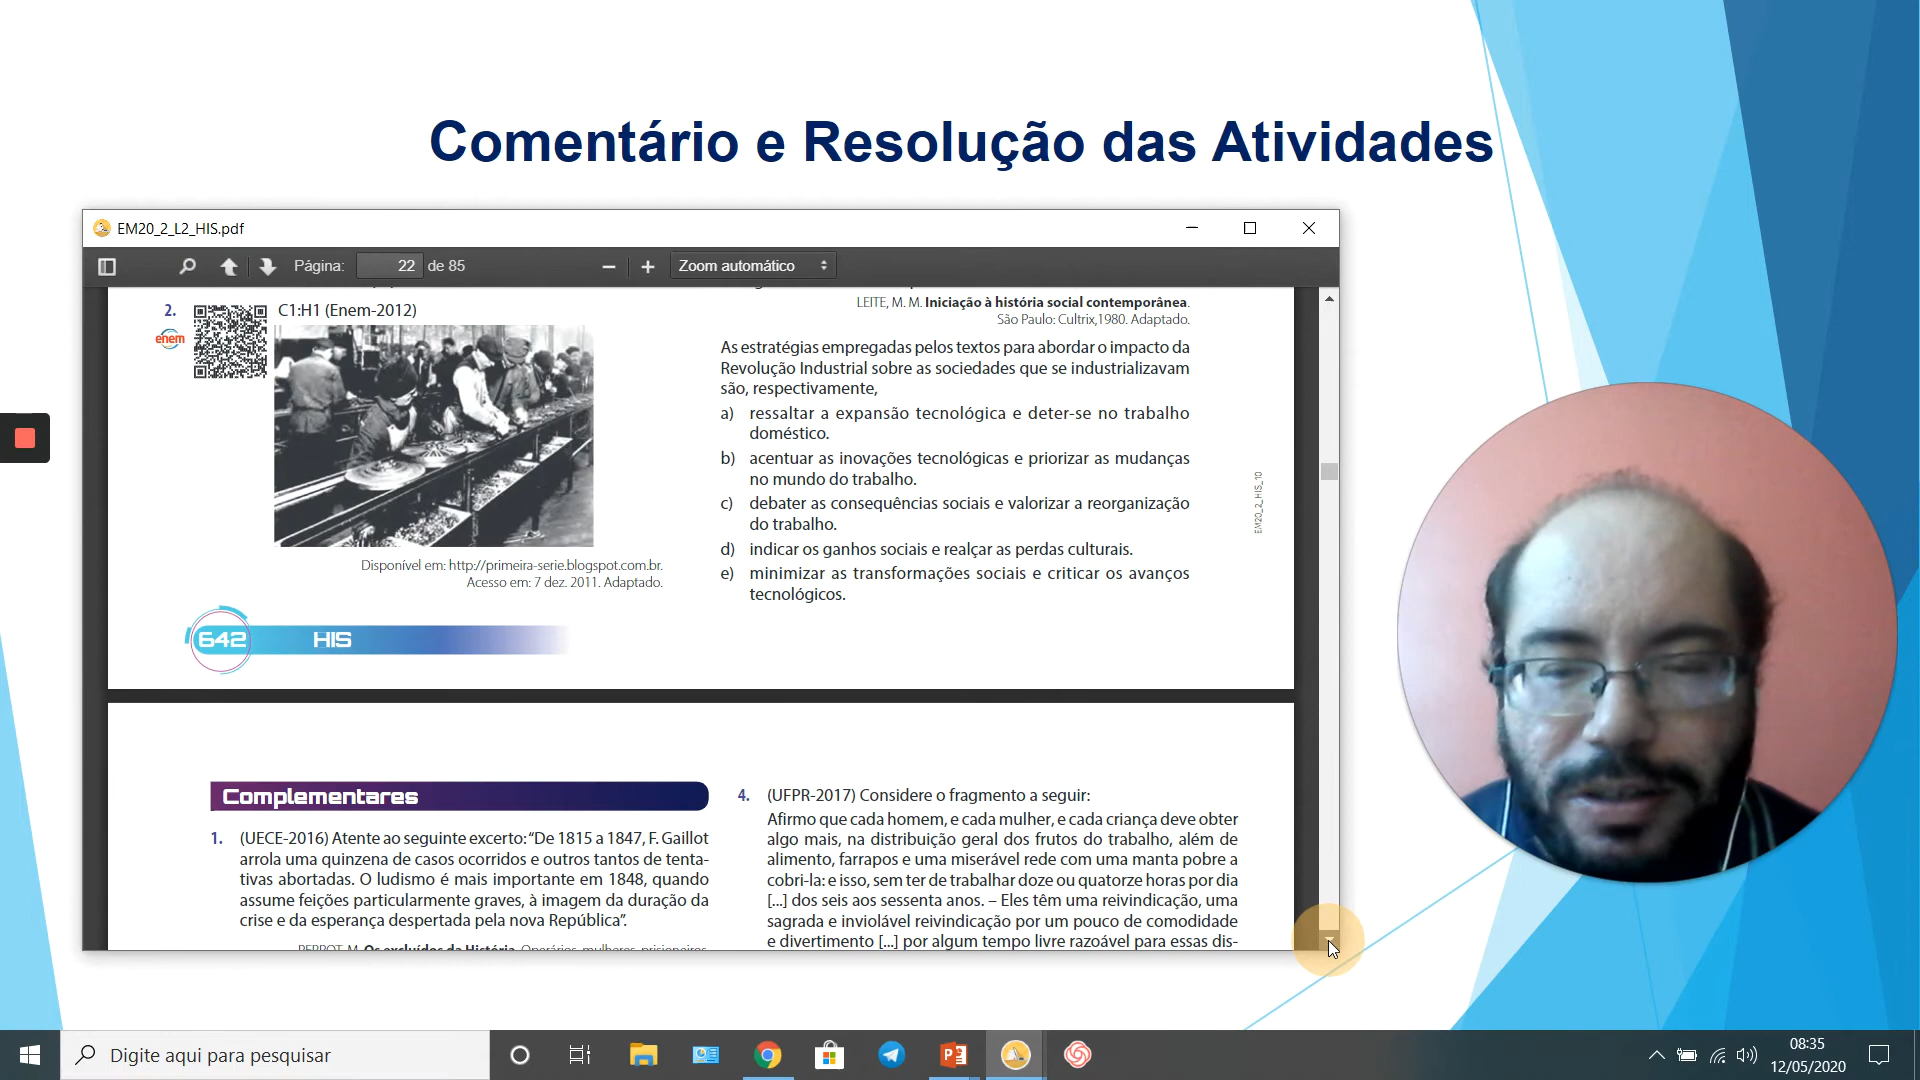 Comentário e Resolução das Atividades
EM20_2_L2_HIS.pdf
Página: 22 de 85
Zoom automático
2. C1:H1 (Enem-2012)
enem
Disponível em: http://primeira-serie.blogspot.com.br.
Acesso em: 7 dez. 2011. Adaptado.
642 HIS
LEITE, M. M. Iniciação à história social contemporânea.
São Paulo: Cultrix,1980. Adaptado.
As estratégias empregadas pelos textos para abordar o impacto da
Revolução Industrial sobre as sociedades que se industrializavam
são, respectivamente,
a) ressaltar a expansão tecnológica e deter-se no trabalho
doméstico.
b) acentuar as inovações tecnológicas e priorizar as mudanças
no mundo do trabalho.
c) debater as consequências sociais e valorizar a reorganização
do trabalho.
d) indicar os ganhos sociais e realçar as perdas culturais.
e) minimizar as transformações sociais e criticar os avanços
tecnológicos.
EM20_2_HIS_10
Complementares
1. (UECE-2016) Atente ao seguinte excerto: “De 1815 a 1847, F. Gaillot
arrola uma quinzena de casos ocorridos e outros tantos de tenta-
tivas abortadas. O ludismo é mais importante em 1848, quando
assume feições particularmente graves, à imagem da duração da
crise e da esperança despertada pela nova República”.
PERROT, M. Os excluídos da História. Operários, mulheres, prisioneiros.
4. (UFPR-2017) Considere o fragmento a seguir:
Afirmo que cada homem, e cada mulher, e cada criança deve obter
algo mais, na distribuição geral dos frutos do trabalho, além de
alimento, farrapos e uma miserável rede com uma manta pobre a
cobri-la: e isso, sem ter de trabalhar doze ou quatorze horas por dia
[...] dos seis aos sessenta anos. – Eles têm uma reivindicação, uma
sagrada e inviolável reivindicação por um pouco de comodidade
e divertimento [...] por algum tempo livre razoável para essas dis-
Digite aqui para pesquisar
08:35
12/05/2020